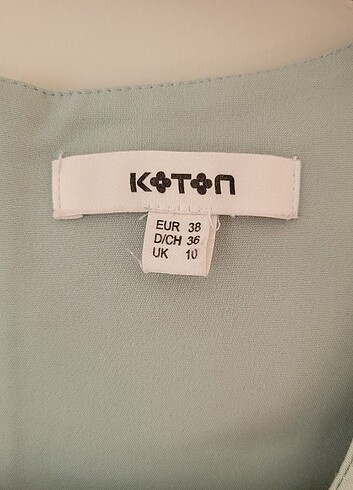 KOTON
EUR 38
D/CH 36
UK 10